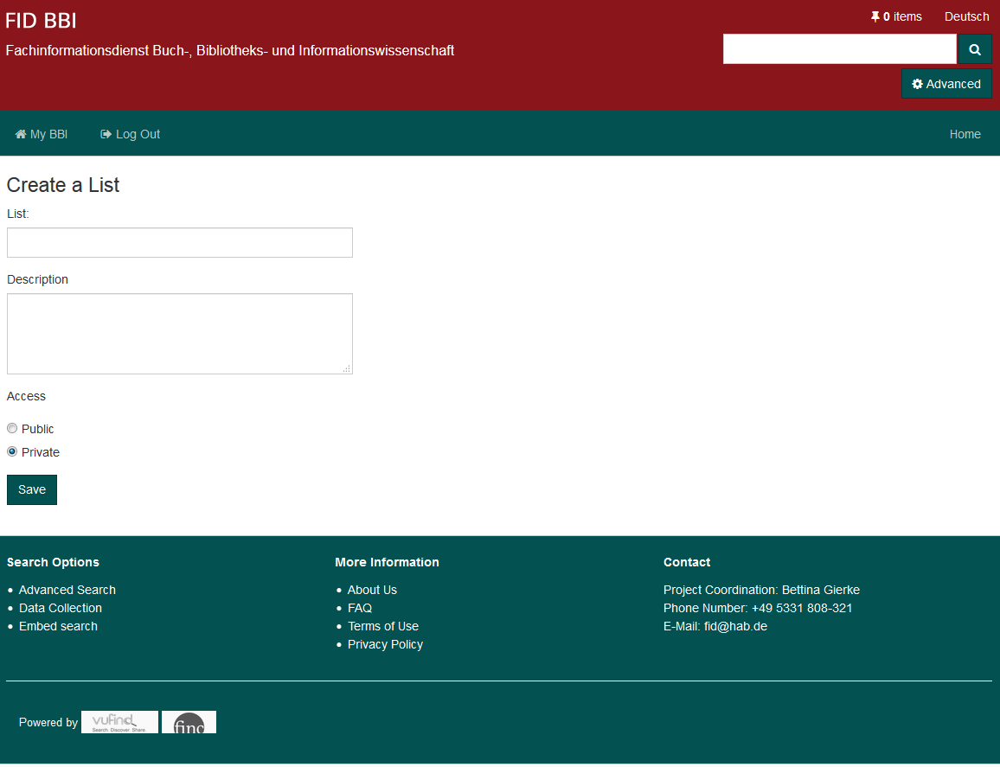 FID BBI
0 items
Deutsch
Fachinformationsdienst Buch-, Bibliotheks- und Informationswissenschaft
Advanced
My BBI
Log Out
Home
Create a List
List:
Description
Access
Public
Private
Save
Search Options
Advanced Search
Data Collection
Embed search
More Information
About Us
FAQ
Terms of Use
Privacy Policy
Contact
Project Coordination: Bettina Gierke
Phone Number: +49 5331 808-321
E-Mail: fid@hab.de
Powered by
vufind
Search. Discover. Share.
finc